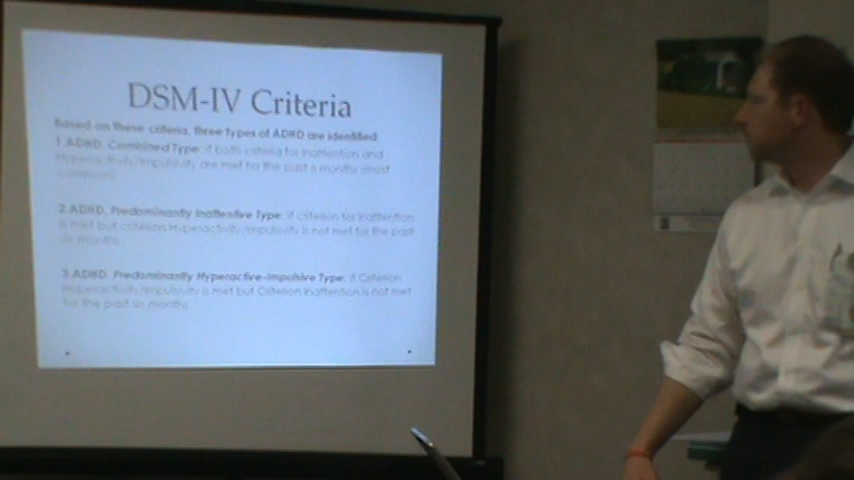 DSM-IV Criteria
Based on these criteria, three types of ADHD are identified:
1. ADHD, Combined Type: if both criteria for Inattention and
Hyperactivity/Impulsivity are met for the past 6 months (most
common)
2. ADHD, Predominantly Inattentive Type: if criterion for Inattention
is met but criterion Hyperactivity/Impulsivity is not met for the past
six months.
3. ADHD, Predominantly Hyperactive-Impulsive Type: if Criterion
Hyperactivity/Impulsivity is met but Criterion Inattention is not met
for the past six months.